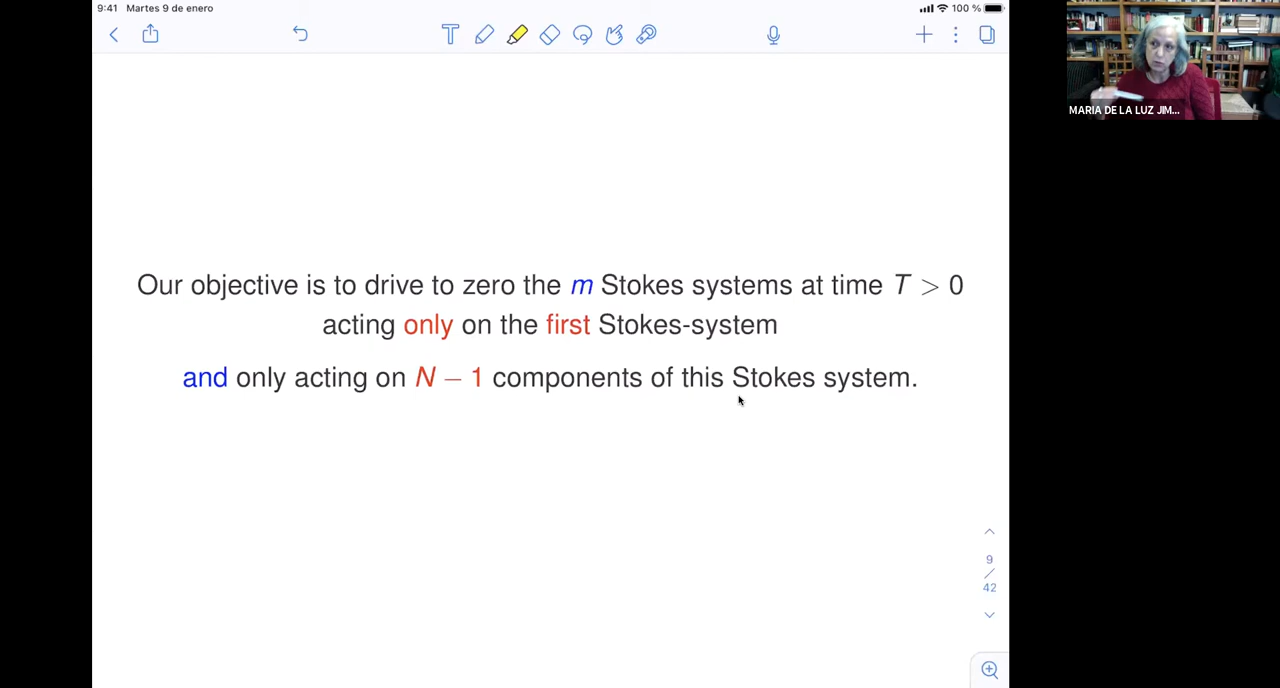 9:41 Martes 9 de enero
100 %
MARIA DE LA LUZ JIM...
Our objective is to drive to zero the m Stokes systems at time T > 0
acting only on the first Stokes-system
and only acting on N − 1 components of this Stokes system.
9
/
42